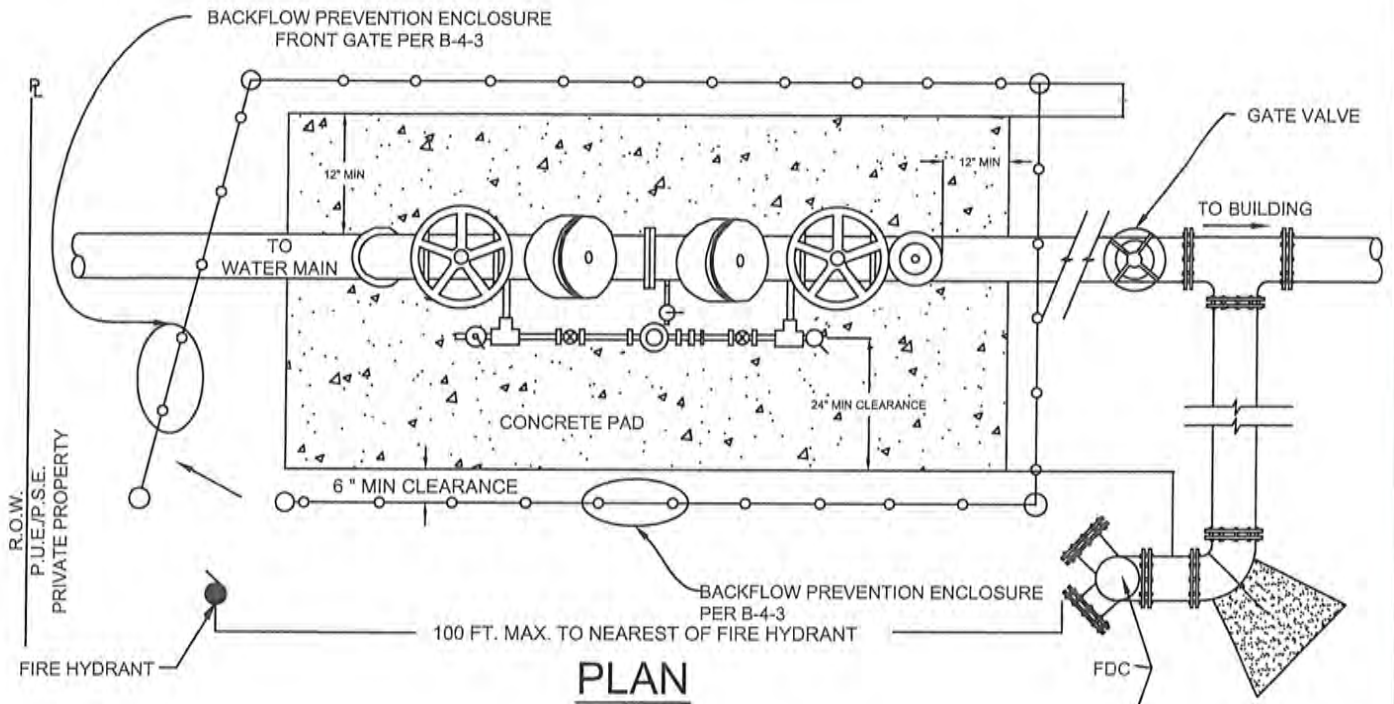 BACKFLOW PREVENTION ENCLOSURE
FRONT GATE PER B-4-3
PL
GATE VALVE
12" MIN
12" MIN
TO BUILDING
TO
WATER MAIN
24" MIN CLEARANCE
CONCRETE PAD
6 " MIN CLEARANCE
R.O.W.
P.U.E./P.S.E.
PRIVATE PROPERTY
BACKFLOW PREVENTION ENCLOSURE
PER B-4-3
100 FT. MAX. TO NEAREST OF FIRE HYDRANT
FIRE HYDRANT
FDC
PLAN